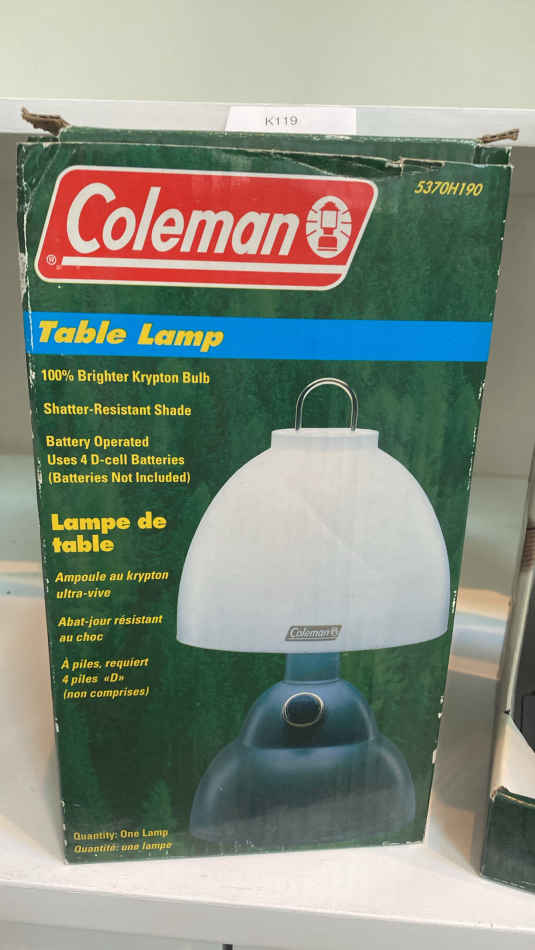 K119
Coleman
®
5370H190
Table Lamp
100% Brighter Krypton Bulb
Shatter-Resistant Shade
Battery Operated
Uses 4 D-cell Batteries
(Batteries Not Included)
Lampe de
table
Ampoule au krypton
ultra-vive
Abat-jour résistant
au choc
À piles, requiert
4 piles «D»
(non comprises)
Coleman
Quantity: One Lamp
Quantité: une lampe